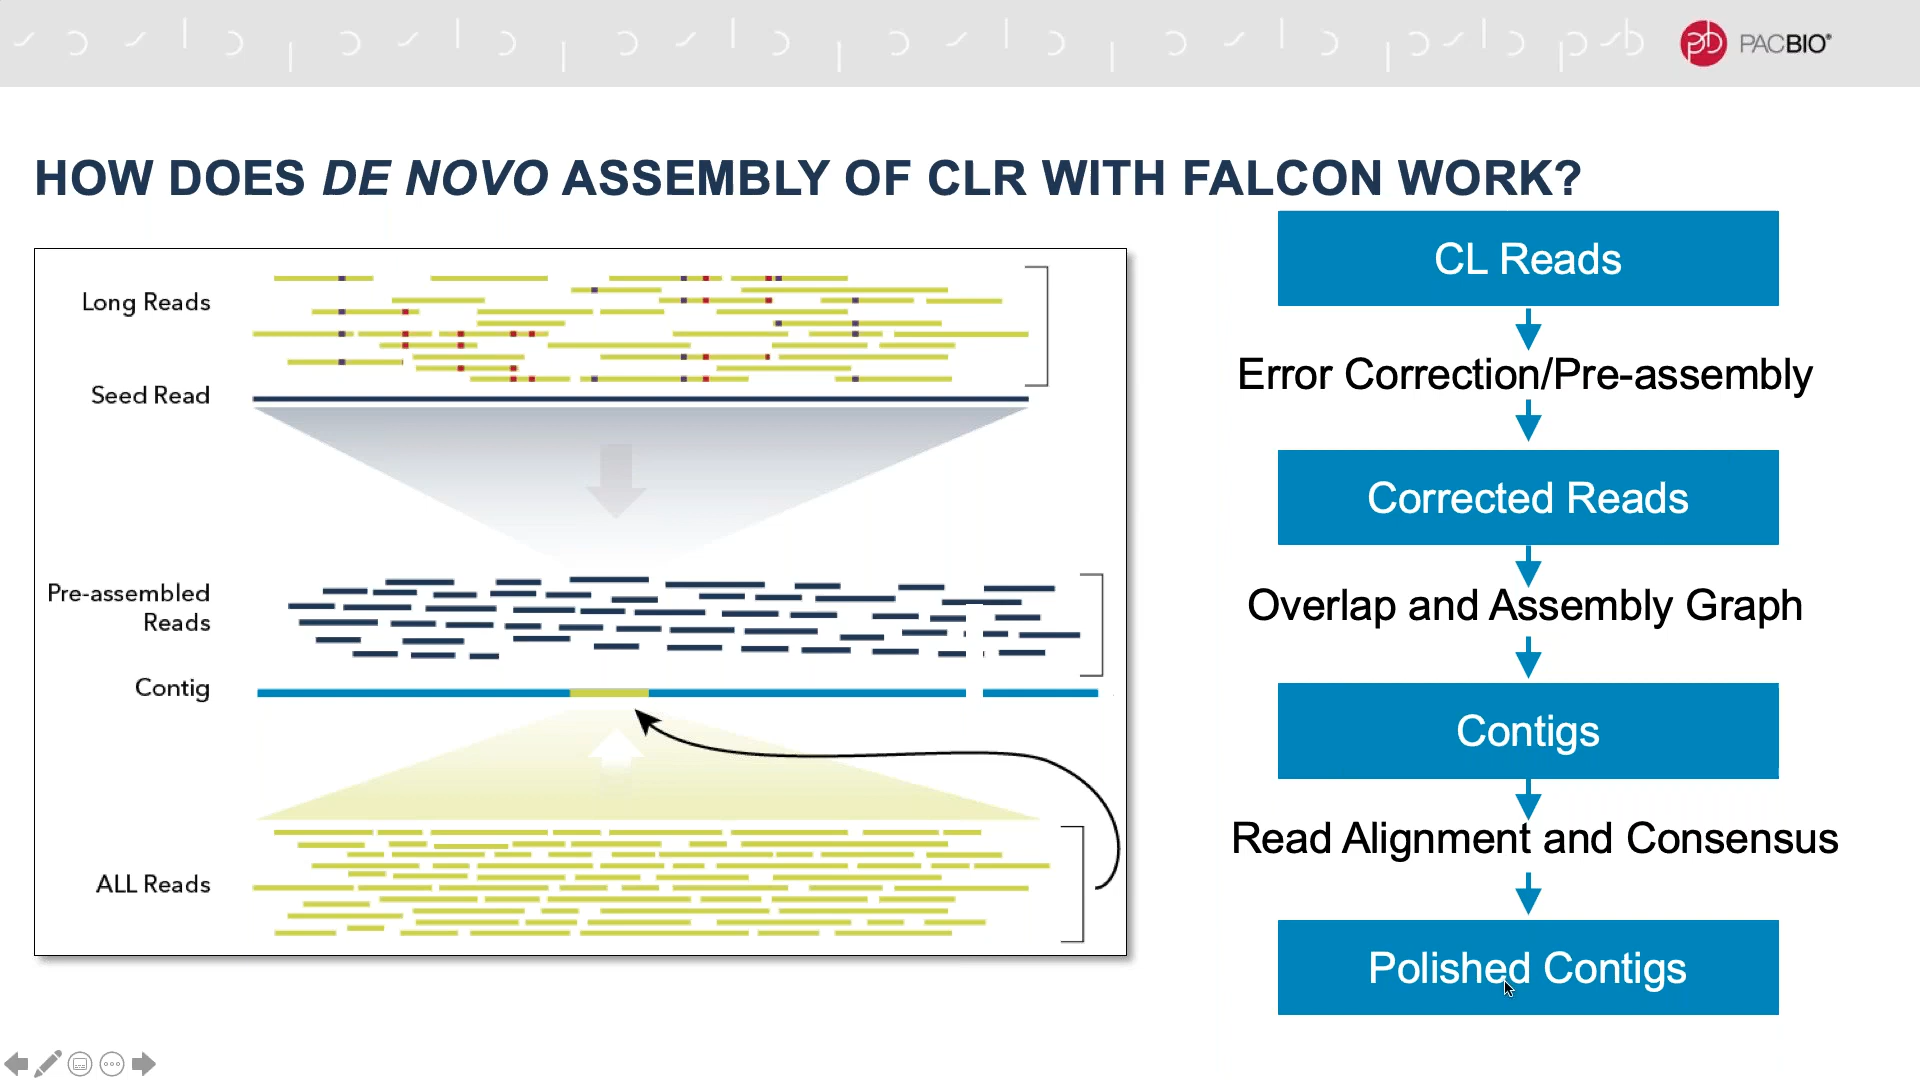 PACBIO®
HOW DOES DE NOVO ASSEMBLY OF CLR WITH FALCON WORK?
Long Reads
Seed Read
Pre-assembled
Reads
Contig
ALL Reads
CL Reads
Error Correction/Pre-assembly
Corrected Reads
Overlap and Assembly Graph
Contigs
Read Alignment and Consensus
Polished Contigs